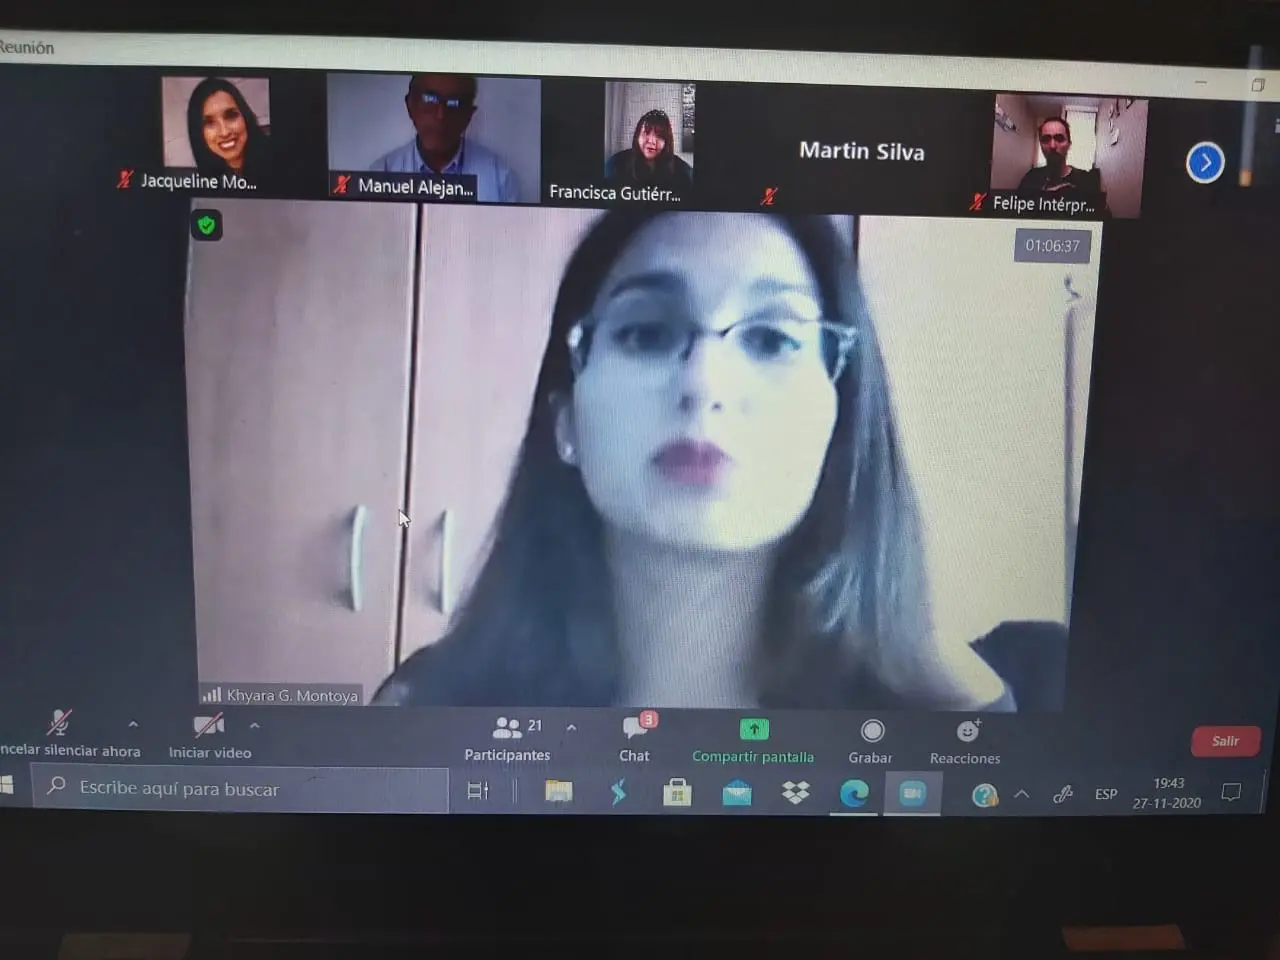 Reunión
Jacqueline Mo...
Manuel Alejan...
Francisca Gutiérr...
Martin Silva
Felipe Intérpr...
01:06:37
Khyara G. Montoya
ncelar silenciar ahora
Iniciar video
21
Participantes
3
Chat
Compartir pantalla
Grabar
Reacciones
Salir
Escribe aquí para buscar
ESP
19:43
27-11-2020